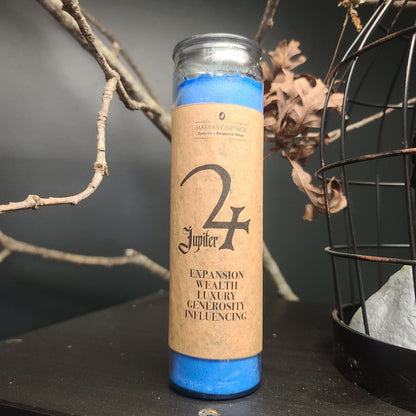 MAEVA'S COTTAGE
Jupiter
EXPANSION
WEALTH
LUXURY
GENEROSITY
INFLUENCING